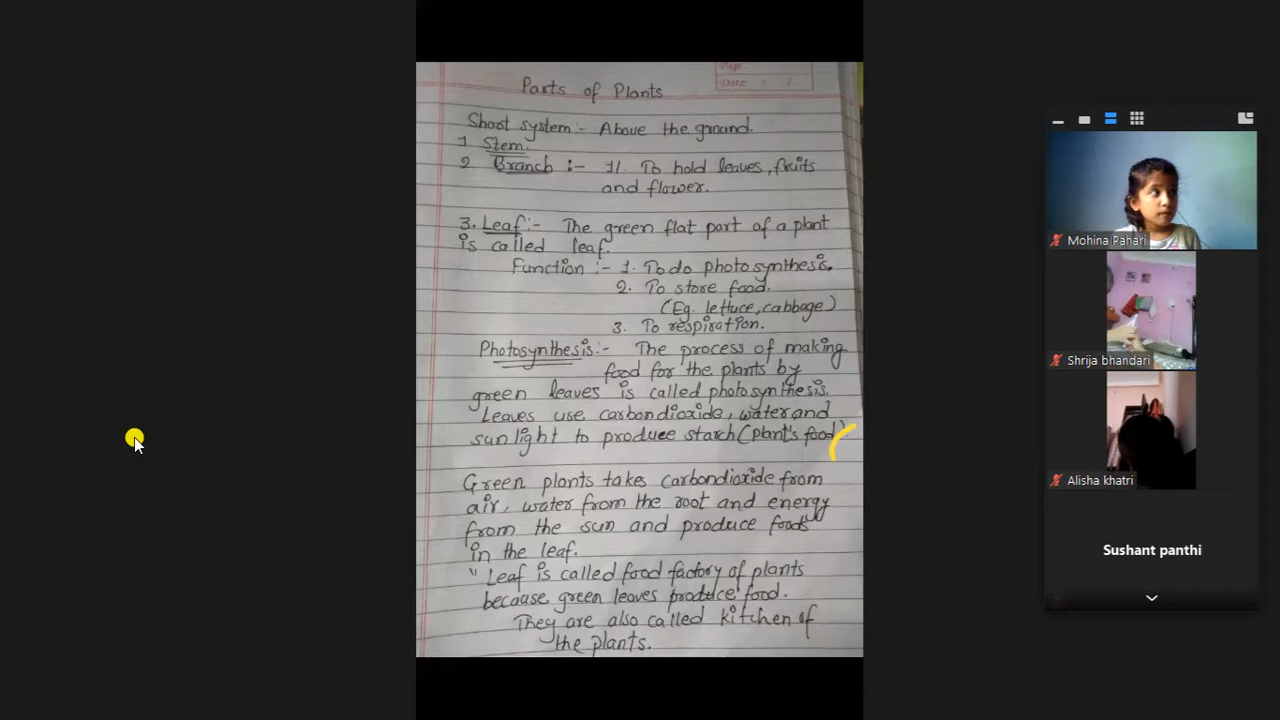 Page:
Date: / /
Parts of Plants
Shoot system:- Above the ground.
1 Stem
2 Branch :- 1. To hold leaves, fruits
and flower.
3. Leaf:- The green flat part of a plant
is called leaf.
Function :- 1. To do photosynthesis.
2. To store food.
(Eg. lettuce, cabbage)
3. To respiration.
Photosynthesis:- The process of making
food for the plants by
green leaves is called photosynthesis.
Leaves use carbondioxide, water and
sunlight to produce starch (plant's food).
Green plants takes carbondioxide from
air, water from the root and energy
from the sun and produce foods
in the leaf.
" Leaf is called food factory of plants
because green leaves produce food.
They are also called kitchen of
the plants.
Mohina Pahari
Shrija bhandari
Alisha khatri
Sushant panthi